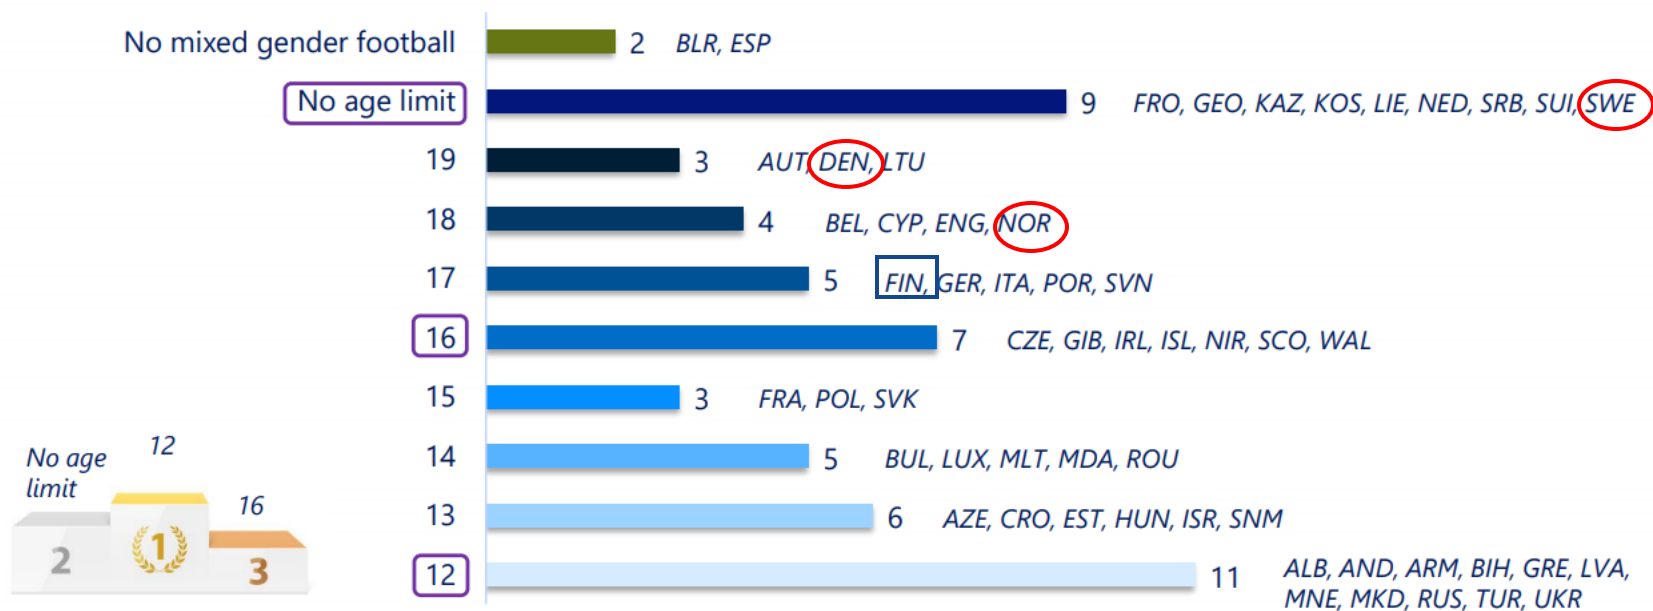 No mixed gender football 2 BLR, ESP
No age limit 9 FRO, GEO, KAZ, KOS, LIE, NED, SRB, SUI, SWE
19 3 AUT, DEN, LTU
18 4 BEL, CYP, ENG, NOR
17 5 FIN, GER, ITA, POR, SVN
16 7 CZE, GIB, IRL, ISL, NIR, SCO, WAL
15 3 FRA, POL, SVK
14 5 BUL, LUX, MLT, MDA, ROU
13 6 AZE, CRO, EST, HUN, ISR, SNM
12 11 ALB, AND, ARM, BIH, GRE, LVA,
MNE, MKD, RUS, TUR, UKR
No age
limit
12
16
2
1
3